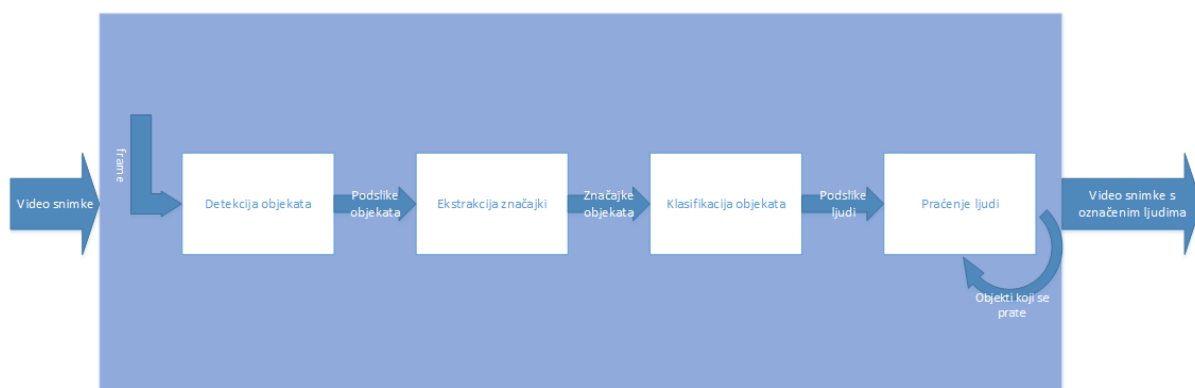 Video snimke
frame
Detekcija objekata
Podslike
objekata
Ekstrakcija značajki
Značajke
objekata
Klasifikacija objekata
Podslike
ljudi
Praćenje ljudi
Objekti koji se
prate
Video snimke s
označenim ljudima